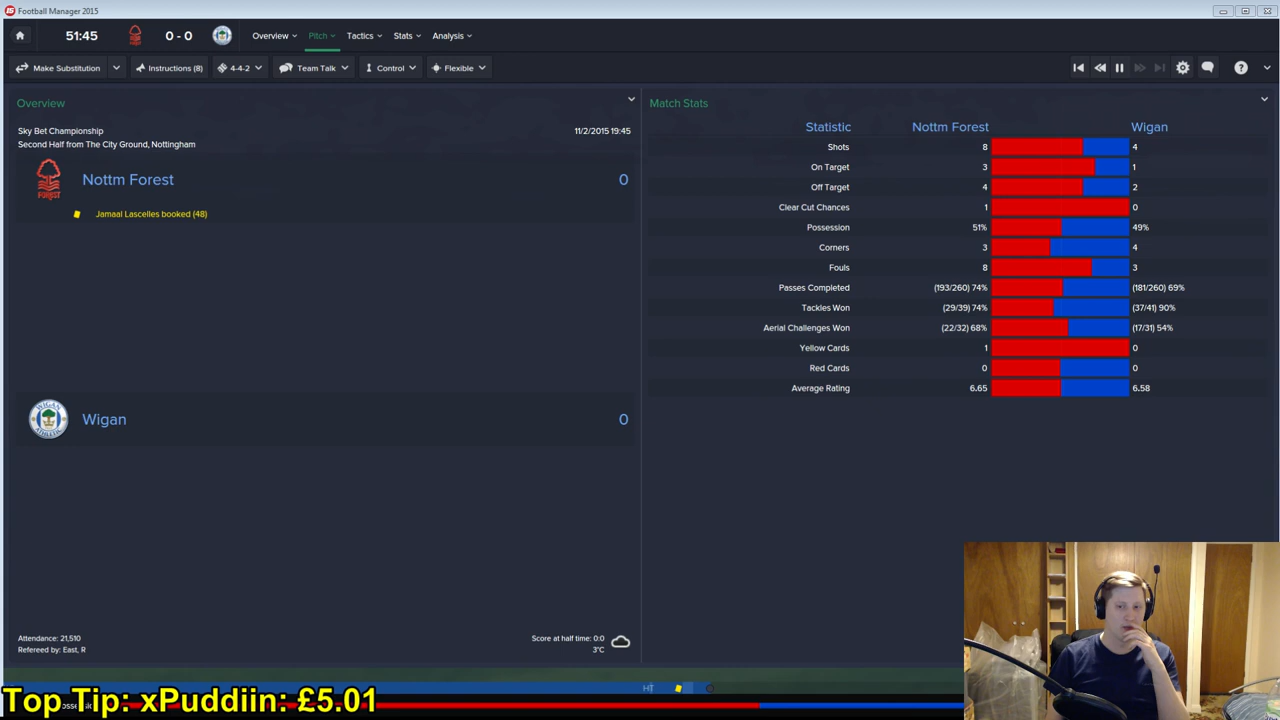 Football Manager 2015
51:45 0 - 0 Overview Pitch Tactics Stats Analysis
Make Substitution Instructions (8) 4-4-2 Team Talk Control Flexible
Overview
Sky Bet Championship 11/2/2015 19:45
Second Half from The City Ground, Nottingham
Nottm Forest 0
Jamaal Lascelles booked (48)
Wigan 0
Attendance: 21,510 Score at half time: 0:0
Refereed by: East, R 3°C
Match Stats
Statistic Nottm Forest Wigan
Shots 8 4
On Target 3 1
Off Target 4 2
Clear Cut Chances 1 0
Possession 51% 49%
Corners 3 4
Fouls 8 3
Passes Completed (193/260) 74% (181/260) 69%
Tackles Won (29/39) 74% (37/41) 90%
Aerial Challenges Won (22/32) 68% (17/31) 54%
Yellow Cards 1 0
Red Cards 0 0
Average Rating 6.65 6.58
HT
Top Tip: xPuddiin: £5.01